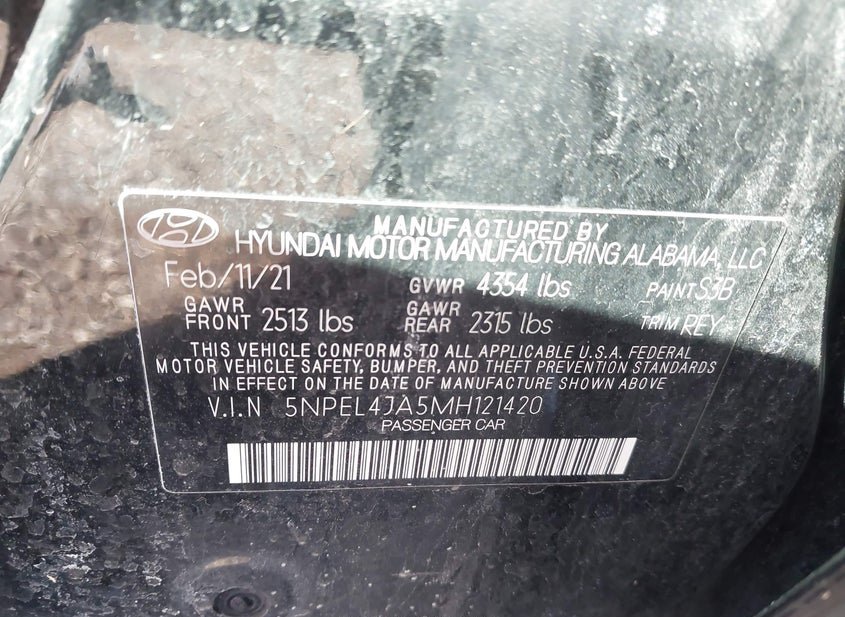 MANUFACTURED BY
HYUNDAI MOTOR MANUFACTURING ALABAMA, LLC
Feb/11/21 GVWR 4354 lbs PAINT S3B
GAWR FRONT 2513 lbs GAWR REAR 2315 lbs TRIM REY
THIS VEHICLE CONFORMS TO ALL APPLICABLE U.S.A. FEDERAL
MOTOR VEHICLE SAFETY, BUMPER, AND THEFT PREVENTION STANDARDS
IN EFFECT ON THE DATE OF MANUFACTURE SHOWN ABOVE
V.I.N 5NPEL4JA5MH121420
PASSENGER CAR